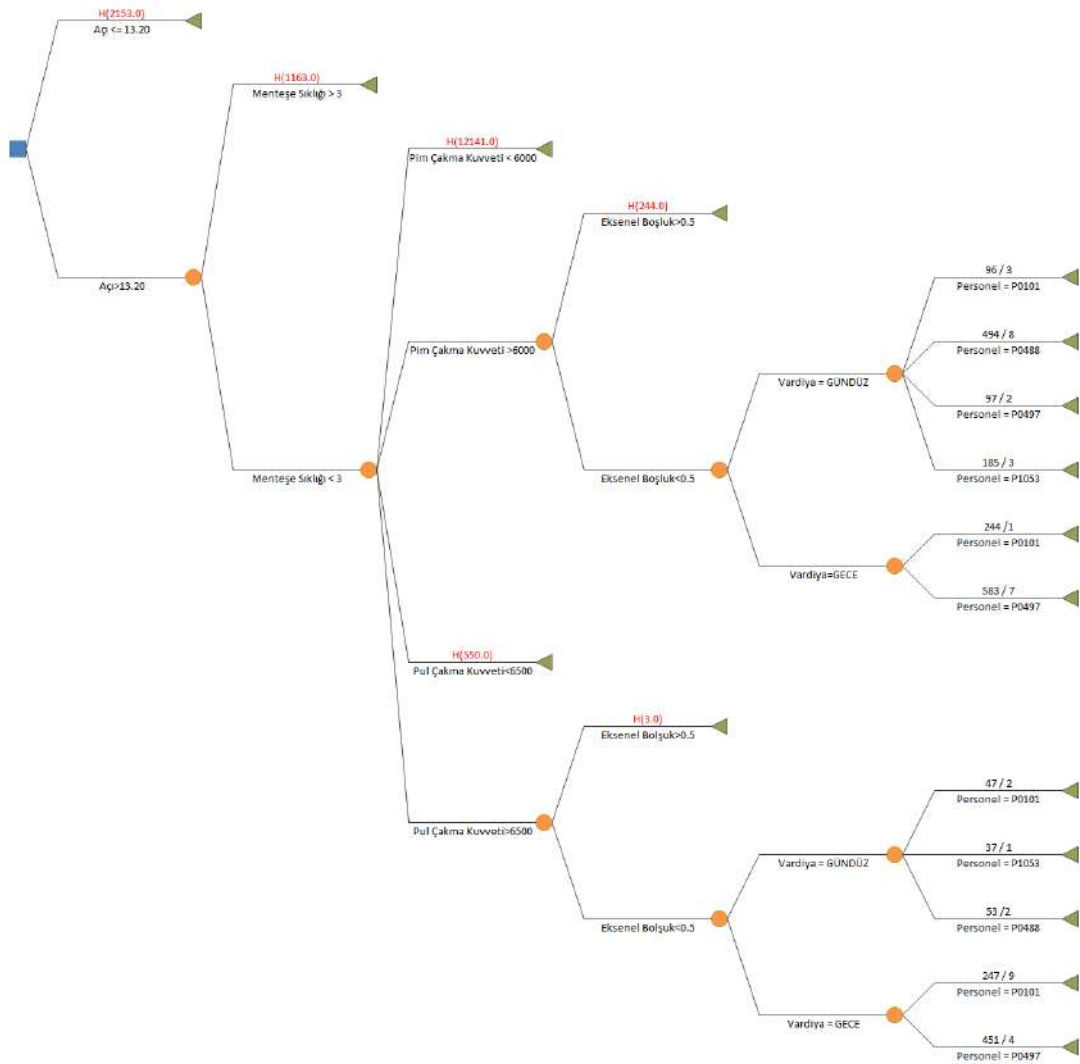 H(2153.0)
Açı <= 13.20
H(1163.0)
Menteşe Sıklığı > 3
H(12141.0)
Pim Çakma Kuvveti < 6000
H(244.0)
Eksenel Boşluk>0.5
96 / 3
Personel = P0101
Açı>13.20
494 / 8
Personel = P0488
Pim Çakma Kuvveti >6000
Vardiya = GÜNDÜZ
97 / 2
Personel = P0497
185 / 3
Personel = P1053
Menteşe Sıklığı < 3
Eksenel Boşluk<0.5
244 /1
Personel = P0101
Vardiya=GECE
583 / 7
Personel = P0497
H(550.0)
Pul Çakma Kuvveti<6500
H(3.0)
Eksenel Bolşuk>0.5
47 / 2
Personel = P0101
Pul Çakma Kuvveti>6500
37 / 1
Vardiya = GÜNDÜZ
Personel = P1053
53 /2
Personel = P0488
Eksenel Bolşuk<0.5
247 / 9
Personel = P0101
Vardiya = GECE
451 / 4
Personel = P0497